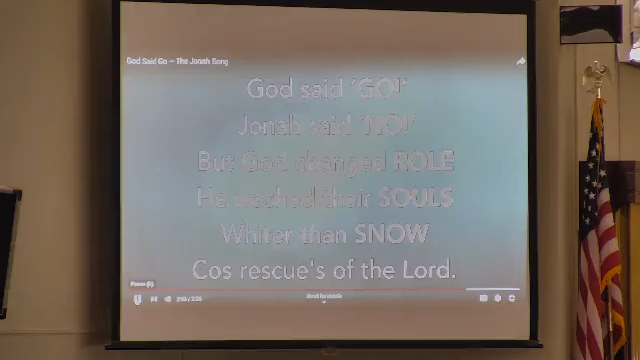 God Said Go – The Jonah Song
God said 'GO!'
Jonah said 'NO!'
But God changed ROLE
He washed their SOULS
Whiter than SNOW
Cos rescue's of the Lord.
Pause (k)